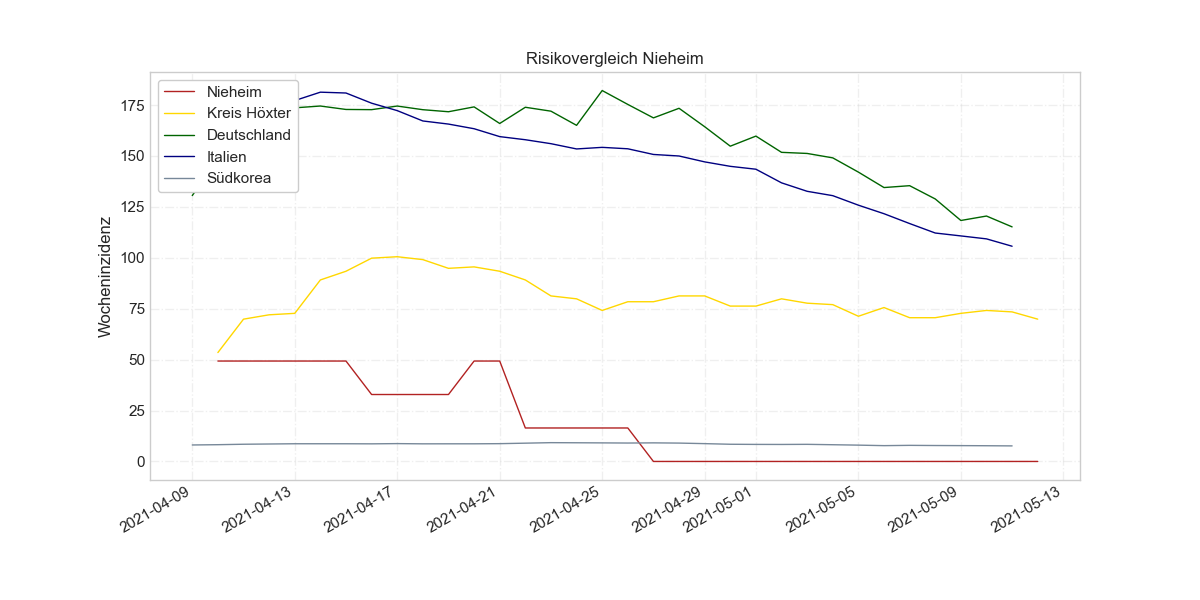 Risikovergleich Nieheim
Nieheim
Kreis Höxter
Deutschland
Italien
Südkorea
Wocheninzidenz
175
150
125
100
75
50
25
0
2021-04-09
2021-04-13
2021-04-17
2021-04-21
2021-04-25
2021-04-29
2021-05-01
2021-05-05
2021-05-09
2021-05-13